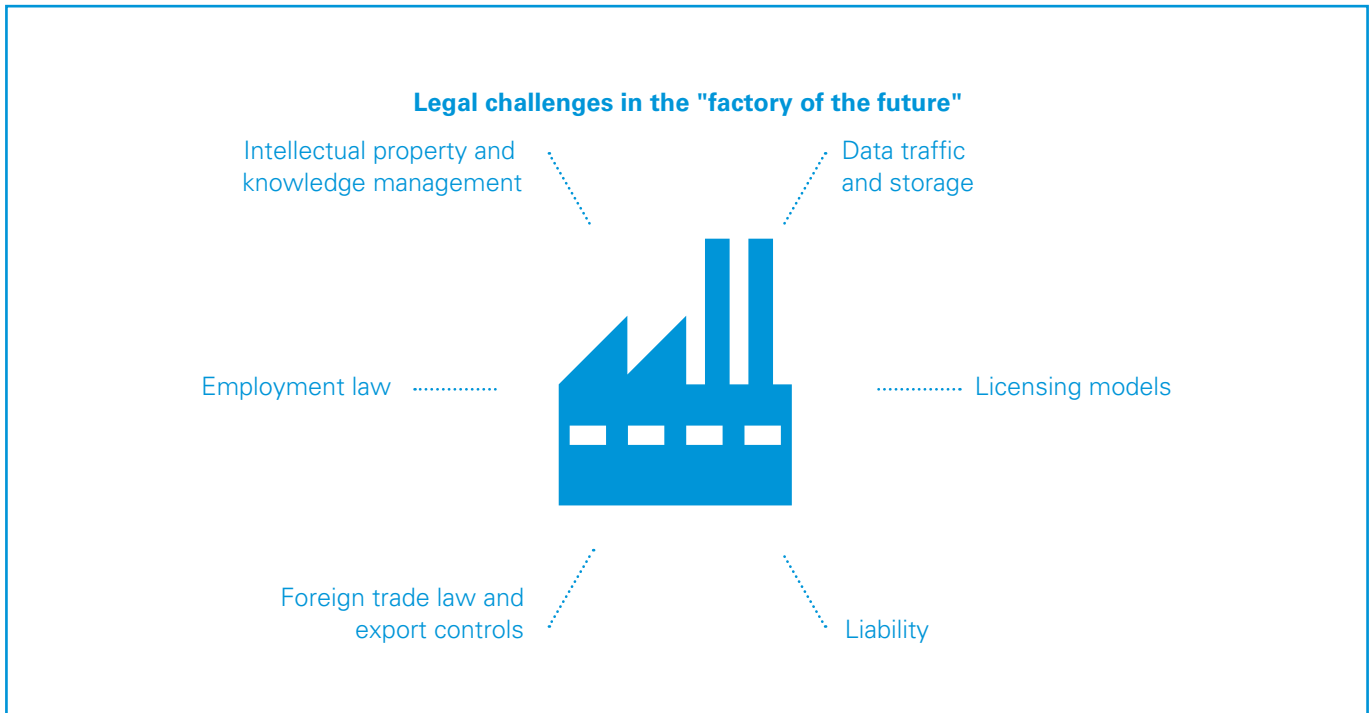 Legal challenges in the "factory of the future"
Intellectual property and
knowledge management
Data traffic
and storage
Employment law
Licensing models
Foreign trade law and
export controls
Liability